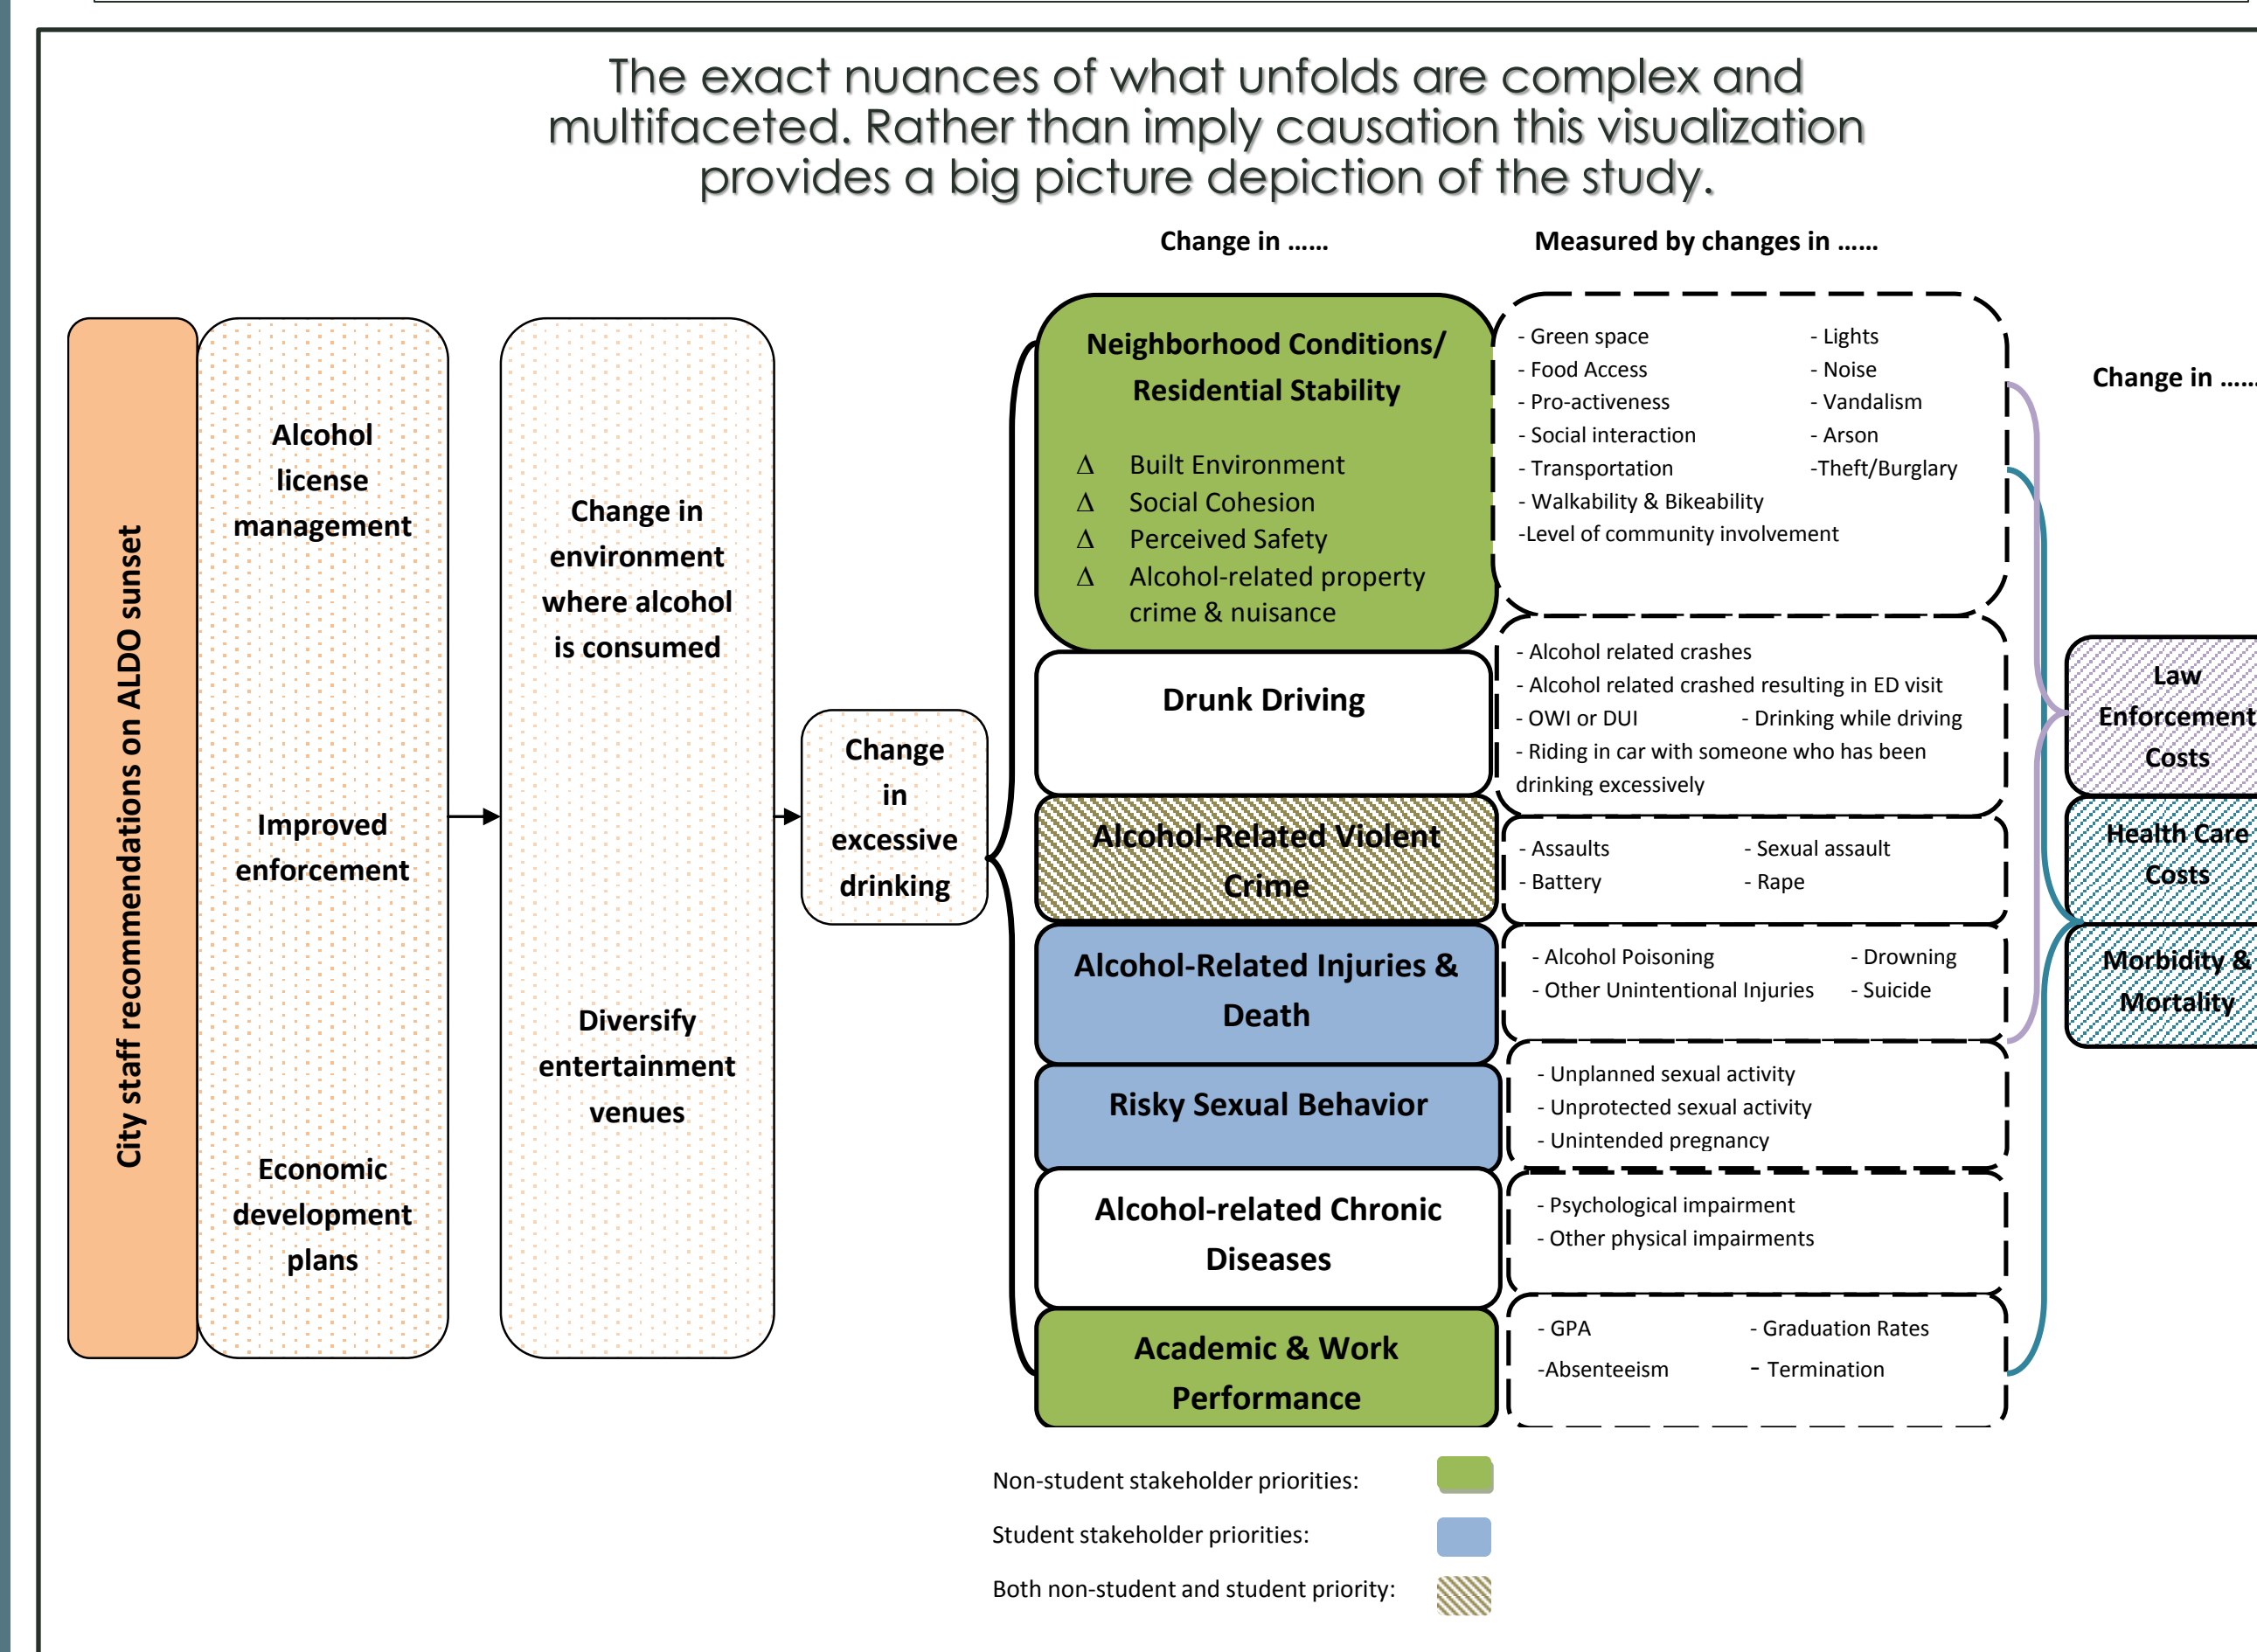 The exact nuances of what unfolds are complex and
multifaceted. Rather than imply causation this visualization
provides a big picture depiction of the study.
Change in ......
Measured by changes in ......
Change in ......
City staff recommendations on ALDO sunset
Alcohol
license
management
Improved
enforcement
Economic
development
plans
Change in
environment
where alcohol
is consumed
Diversify
entertainment
venues
Change
in
excessive
drinking
Neighborhood Conditions/
Residential Stability
Δ Built Environment
Δ Social Cohesion
Δ Perceived Safety
Δ Alcohol-related property
crime & nuisance
- Green space - Lights
- Food Access - Noise
- Pro-activeness - Vandalism
- Social interaction - Arson
- Transportation -Theft/Burglary
- Walkability & Bikeability
-Level of community involvement
Drunk Driving
- Alcohol related crashes
- Alcohol related crashed resulting in ED visit
- OWI or DUI - Drinking while driving
- Riding in car with someone who has been
drinking excessively
Alcohol-Related Violent
Crime
- Assaults - Sexual assault
- Battery - Rape
Alcohol-Related Injuries &
Death
- Alcohol Poisoning - Drowning
- Other Unintentional Injuries - Suicide
Risky Sexual Behavior
- Unplanned sexual activity
- Unprotected sexual activity
- Unintended pregnancy
Alcohol-related Chronic
Diseases
- Psychological impairment
- Other physical impairments
Academic & Work
Performance
- GPA - Graduation Rates
-Absenteeism - Termination
Law
Enforcement
Costs
Health Care
Costs
Morbidity &
Mortality
Non-student stakeholder priorities:
Student stakeholder priorities:
Both non-student and student priority: